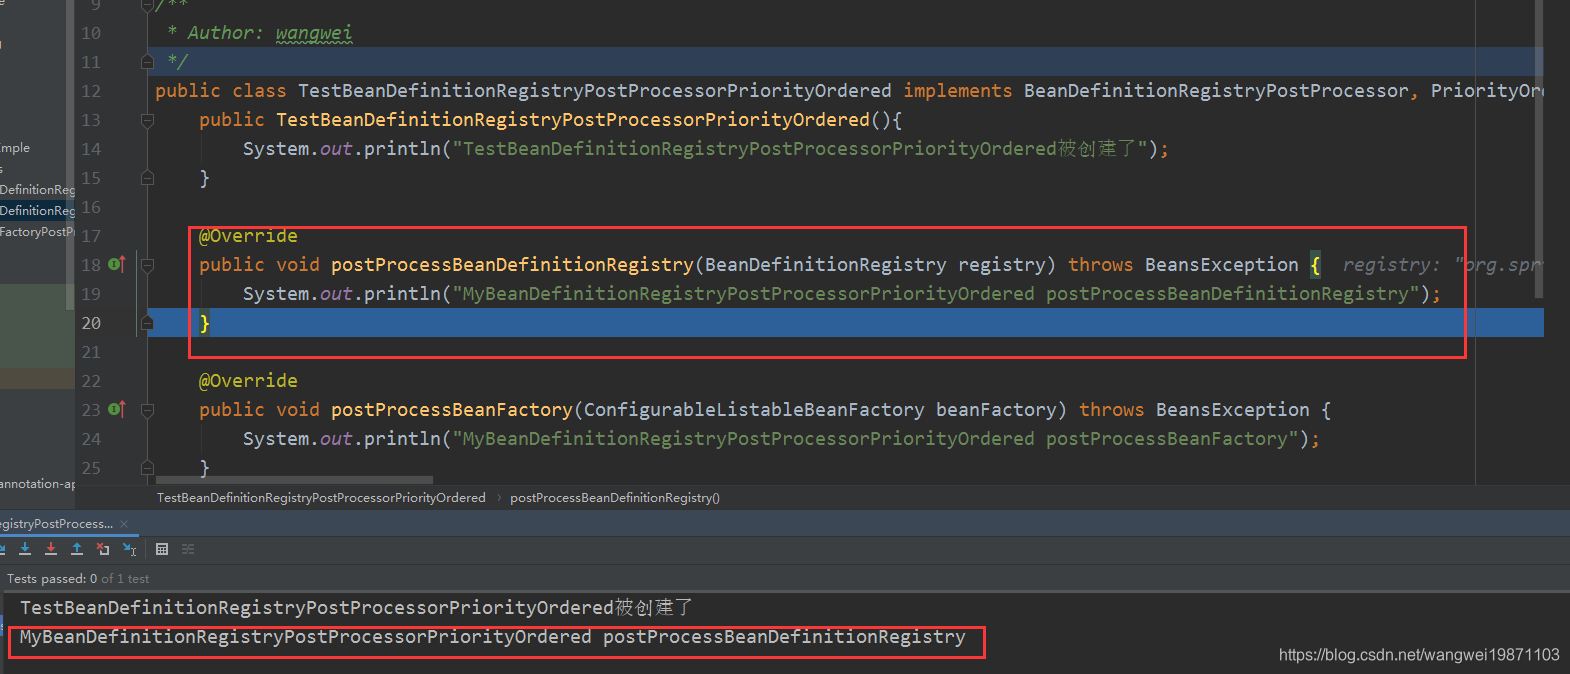 9 /**
10 * Author: wangwei
11 */
12 public class TestBeanDefinitionRegistryPostProcessorPriorityOrdered implements BeanDefinitionRegistryPostProcessor, PriorityOr
13 public TestBeanDefinitionRegistryPostProcessorPriorityOrdered(){
14 System.out.println("TestBeanDefinitionRegistryPostProcessorPriorityOrdered被创建了");
15 }
16
17 @Override
18 public void postProcessBeanDefinitionRegistry(BeanDefinitionRegistry registry) throws BeansException { registry: "org.spr
19 System.out.println("MyBeanDefinitionRegistryPostProcessorPriorityOrdered postProcessBeanDefinitionRegistry");
20 }
21
22 @Override
23 public void postProcessBeanFactory(ConfigurableListableBeanFactory beanFactory) throws BeansException {
24 System.out.println("MyBeanDefinitionRegistryPostProcessorPriorityOrdered postProcessBeanFactory");
25 }
mple
s
DefinitionReg
DefinitionReg
FactoryPostP
annotation-ap
TestBeanDefinitionRegistryPostProcessorPriorityOrdered › postProcessBeanDefinitionRegistry()
egistryPostProcess... ×
Tests passed: 0 of 1 test
TestBeanDefinitionRegistryPostProcessorPriorityOrdered被创建了
MyBeanDefinitionRegistryPostProcessorPriorityOrdered postProcessBeanDefinitionRegistry
https://blog.csdn.net/wangwei19871103